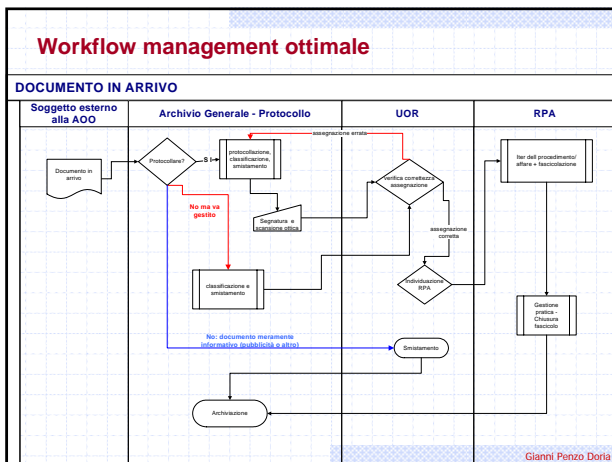 Workflow management ottimale
DOCUMENTO IN ARRIVO
Soggetto esterno
alla AOO
Archivio Generale - Protocollo
UOR
RPA
Documento in
arrivo
Protocollare?
S I
protocollazione,
classificazione,
smistamento
assegnazione errata
verifica correttezza
assegnazione
Iter dell procedimento/
affare + fascicolazione
No ma va
gestito
Segnatura e
scansione ottica
assegnazione
corretta
classificazione e
smistamento
individuazione
RPA
Gestione
pratica -
Chiusura
fascicolo
No: documento meramente
informativo (pubblicità o altro)
Smistamento
Archiviazione
Gianni Penzo Doria